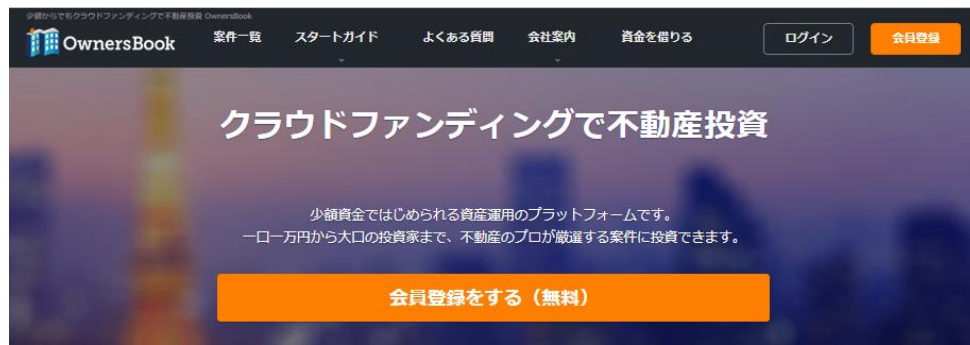 少額からでもクラウドファンディングで不動産投資 OwnersBook
OwnersBook 案件一覧 スタートガイド よくある質問 会社案内 資金を借りる ログイン 会員登録
クラウドファンディングで不動産投資
少額資金ではじめられる資産運用のプラットフォームです。
一口一万円から大口の投資家まで、不動産のプロが厳選する案件に投資できます。
会員登録をする（無料）